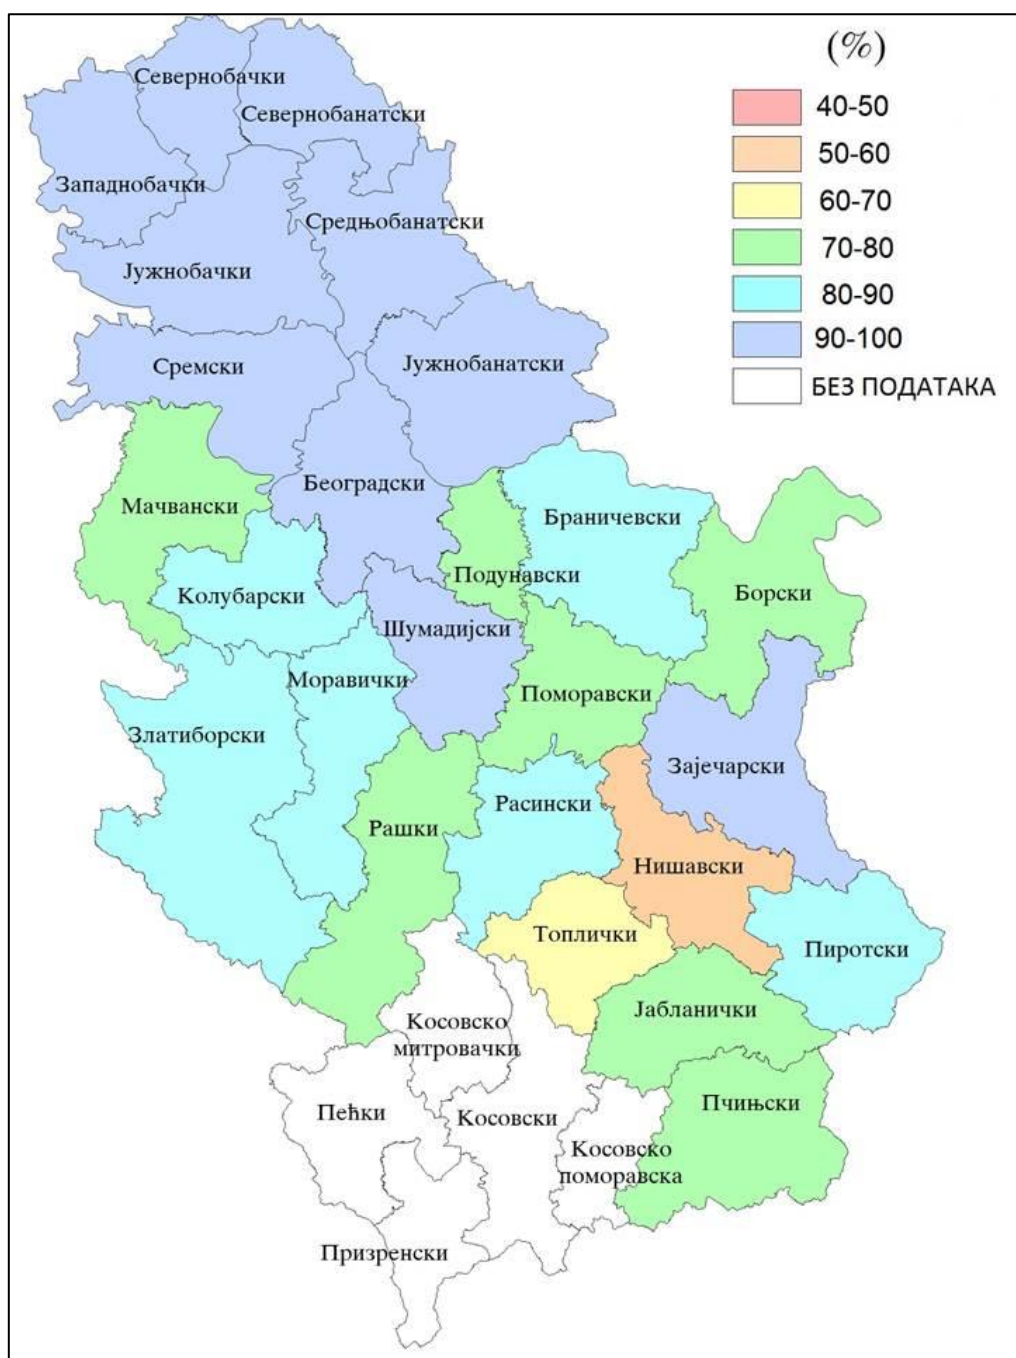 (%)
40-50
50-60
60-70
70-80
80-90
90-100
БЕЗ ПОДАТАКА
Севернобачки
Севернобанатски
Западнобачки
Средњобанатски
Јужнобачки
Сремски
Јужнобанатски
Београдски
Мачвански
Браничевски
Подунавски
Колубарски
Борски
Шумадијски
Моравички
Поморавски
Златиборски
Зајечарски
Расински
Рашки
Нишавски
Топлички
Пиротски
Јабланички
Косовско
митровачки
Пећки
Косовски
Пчињски
Косовско
поморавска
Призренски